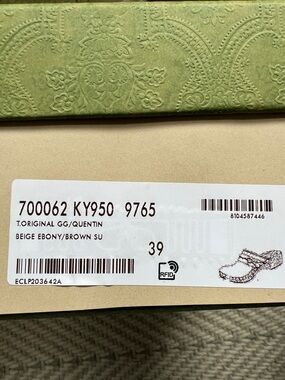 700062 KY950 9765
T.ORIGINAL GG/QUENTIN
8104587446
BEIGE EBONY/BROWN SU
39
RFID
ECLP203642A